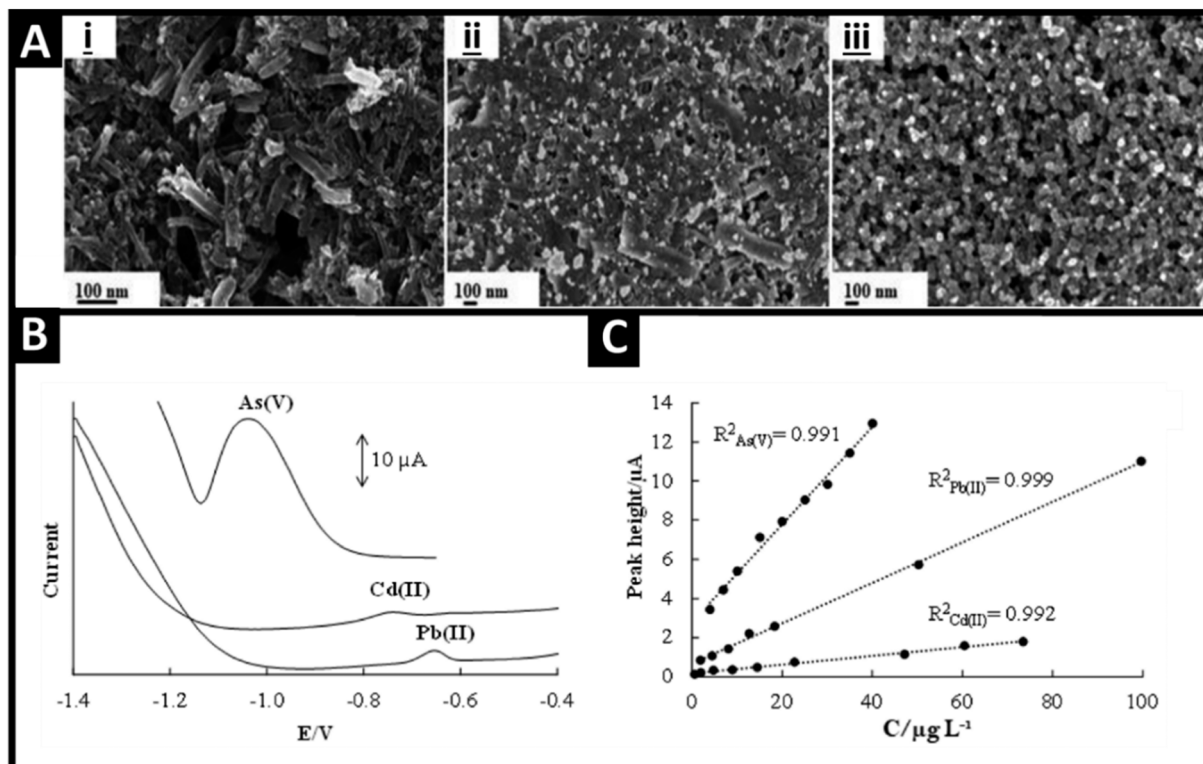 A
i
ii
iii
100 nm
100 nm
100 nm
B
C
As(V)
10 μA
Cd(II)
Pb(II)
Current
-1.4
-1.2
-1.0
-0.8
-0.6
-0.4
E/V
14
12
10
8
6
4
2
0
Peak height/μA
R²As(V)= 0.991
R²Pb(II)= 0.999
R²Cd(II)= 0.992
0
20
40
60
80
100
C/μg L⁻¹